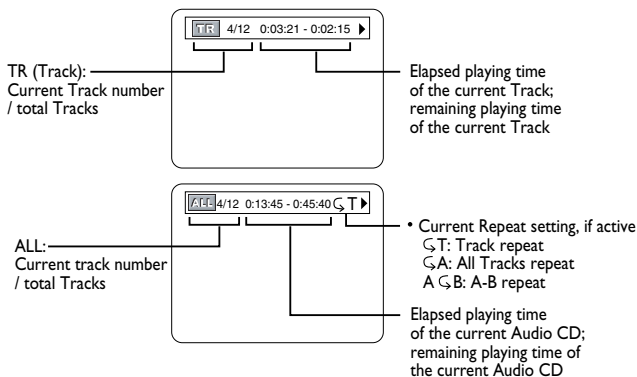 TR 4/12 0:03:21 - 0:02:15
TR (Track):
Current Track number
/ total Tracks
Elapsed playing time
of the current Track;
remaining playing time
of the current Track
ALL 4/12 0:13:45 - 0:45:40 T
ALL:
Current track number
/ total Tracks
• Current Repeat setting, if active
T: Track repeat
A: All Tracks repeat
A B: A-B repeat
Elapsed playing time
of the current Audio CD;
remaining playing time of
the current Audio CD